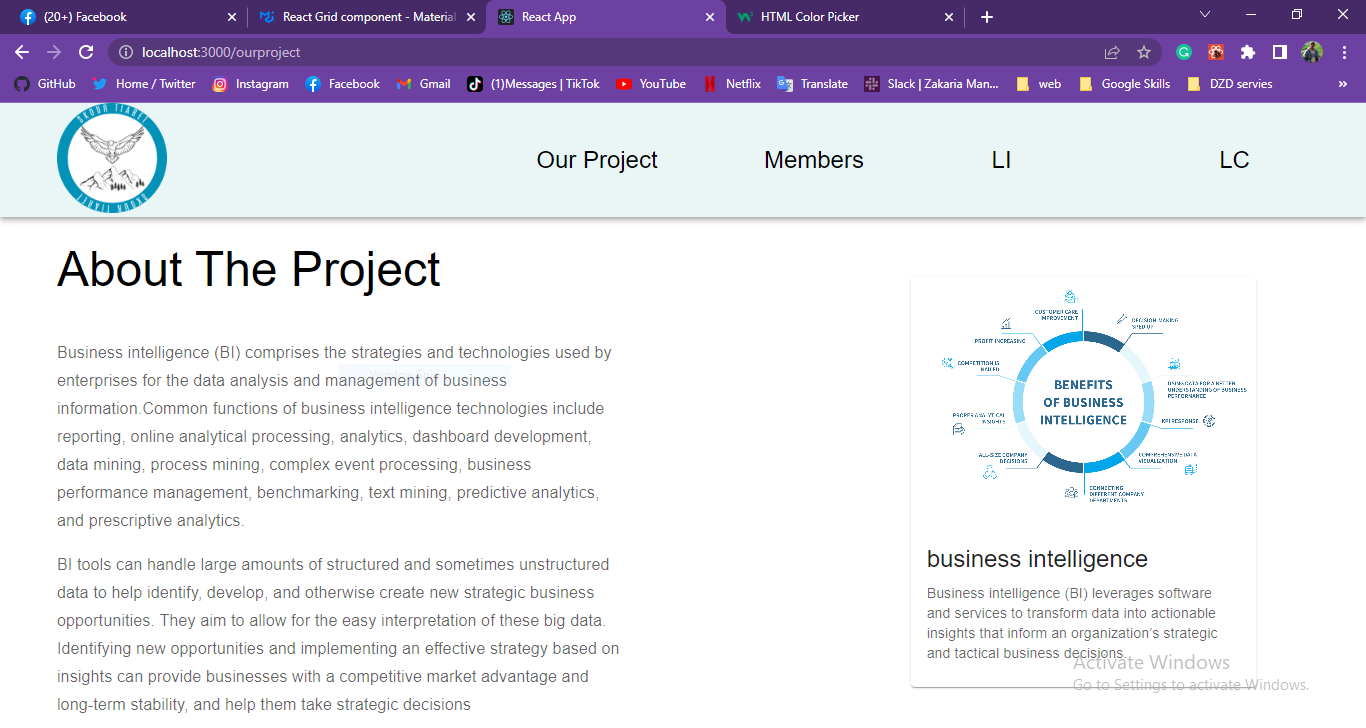 (20+) Facebook
React Grid component - Material
React App
HTML Color Picker
localhost:3000/ourproject
GitHub
Home / Twitter
Instagram
Facebook
Gmail
(1)Messages | TikTok
YouTube
Netflix
Translate
Slack | Zakaria Man...
web
Google Skills
DZD servies
»
SKOUR TIARET
SKOUR TIARET
Our Project
Members
LI
LC
About The Project
Business intelligence (BI) comprises the strategies and technologies used by
enterprises for the data analysis and management of business
information.Common functions of business intelligence technologies include
reporting, online analytical processing, analytics, dashboard development,
data mining, process mining, complex event processing, business
performance management, benchmarking, text mining, predictive analytics,
and prescriptive analytics.
BI tools can handle large amounts of structured and sometimes unstructured
data to help identify, develop, and otherwise create new strategic business
opportunities. They aim to allow for the easy interpretation of these big data.
Identifying new opportunities and implementing an effective strategy based on
insights can provide businesses with a competitive market advantage and
long-term stability, and help them take strategic decisions
CUSTOMER CARE
IMPROVEMENT
DECISION-MAKING
SPED UP
PROFIT INCREASING
COMPETITION IS
NAILED
USING DATA FOR A BETTER
UNDERSTANDING OF BUSINESS
PERFORMANCE
BENEFITS
OF BUSINESS
INTELLIGENCE
PROPER ANALYTICAL
INSIGHTS
KPI RESPONSE
ALL-SIZE COMPANY
DECISIONS
COMPREHENSIVE DATA
VISUALIZATION
CONNECTING
DIFFERENT COMPANY
DEPARTMENTS
business intelligence
Business intelligence (BI) leverages software
and services to transform data into actionable
insights that inform an organization's strategic
and tactical business decisions.
Activate Windows
Go to Settings to activate Windows.